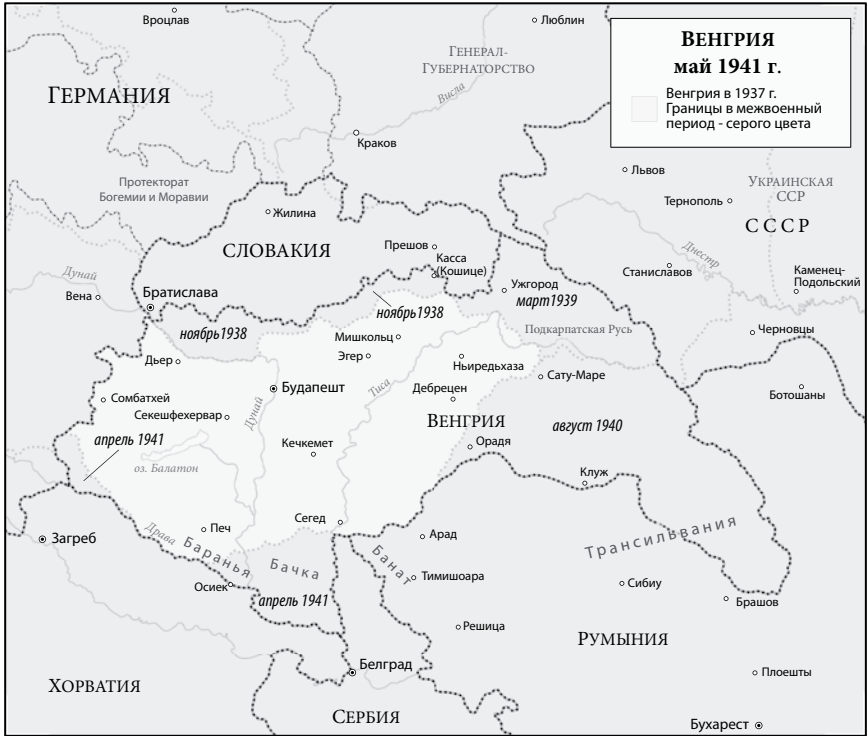 ВЕНГРИЯ
май 1941 г.
Венгрия в 1937 г.
Границы в межвоенный
период - серого цвета
Вроцлав
Люблин
ГЕНЕРАЛ-
ГУБЕРНАТОРСТВО
ГЕРМАНИЯ
Висла
Краков
Львов
Протекторат
Богемии и Моравии
УКРАИНСКАЯ
ССР
Тернополь
СССР
Жилина
СЛОВАКИЯ
Прешов
Касса
(Кошице)
Днестр
Станиславов
Каменец-
Подольский
Дунай
Вена
Братислава
Ужгород
март1939
ноябрь1938
ноябрь1938
Подкарпатская Русь
Черновцы
Мишкольц
Эгер
Дьер
Ньиредьхаза
Будапешт
Тиса
Дебрецен
Сату-Маре
Ботошаны
Сомбатхей
Секешфехервар
Дунай
ВЕНГРИЯ
август 1940
апрель 1941
Кечкемет
Орадя
оз. Балатон
Клуж
Сегед
Печ
Драва
Загреб
Арад
Трансильвания
Баранья
Бачка
Банат
Тимишоара
Осиек
апрель 1941
Сибиу
Брашов
Решица
РУМЫНИЯ
Белград
Плоешты
ХОРВАТИЯ
СЕРБИЯ
Бухарест